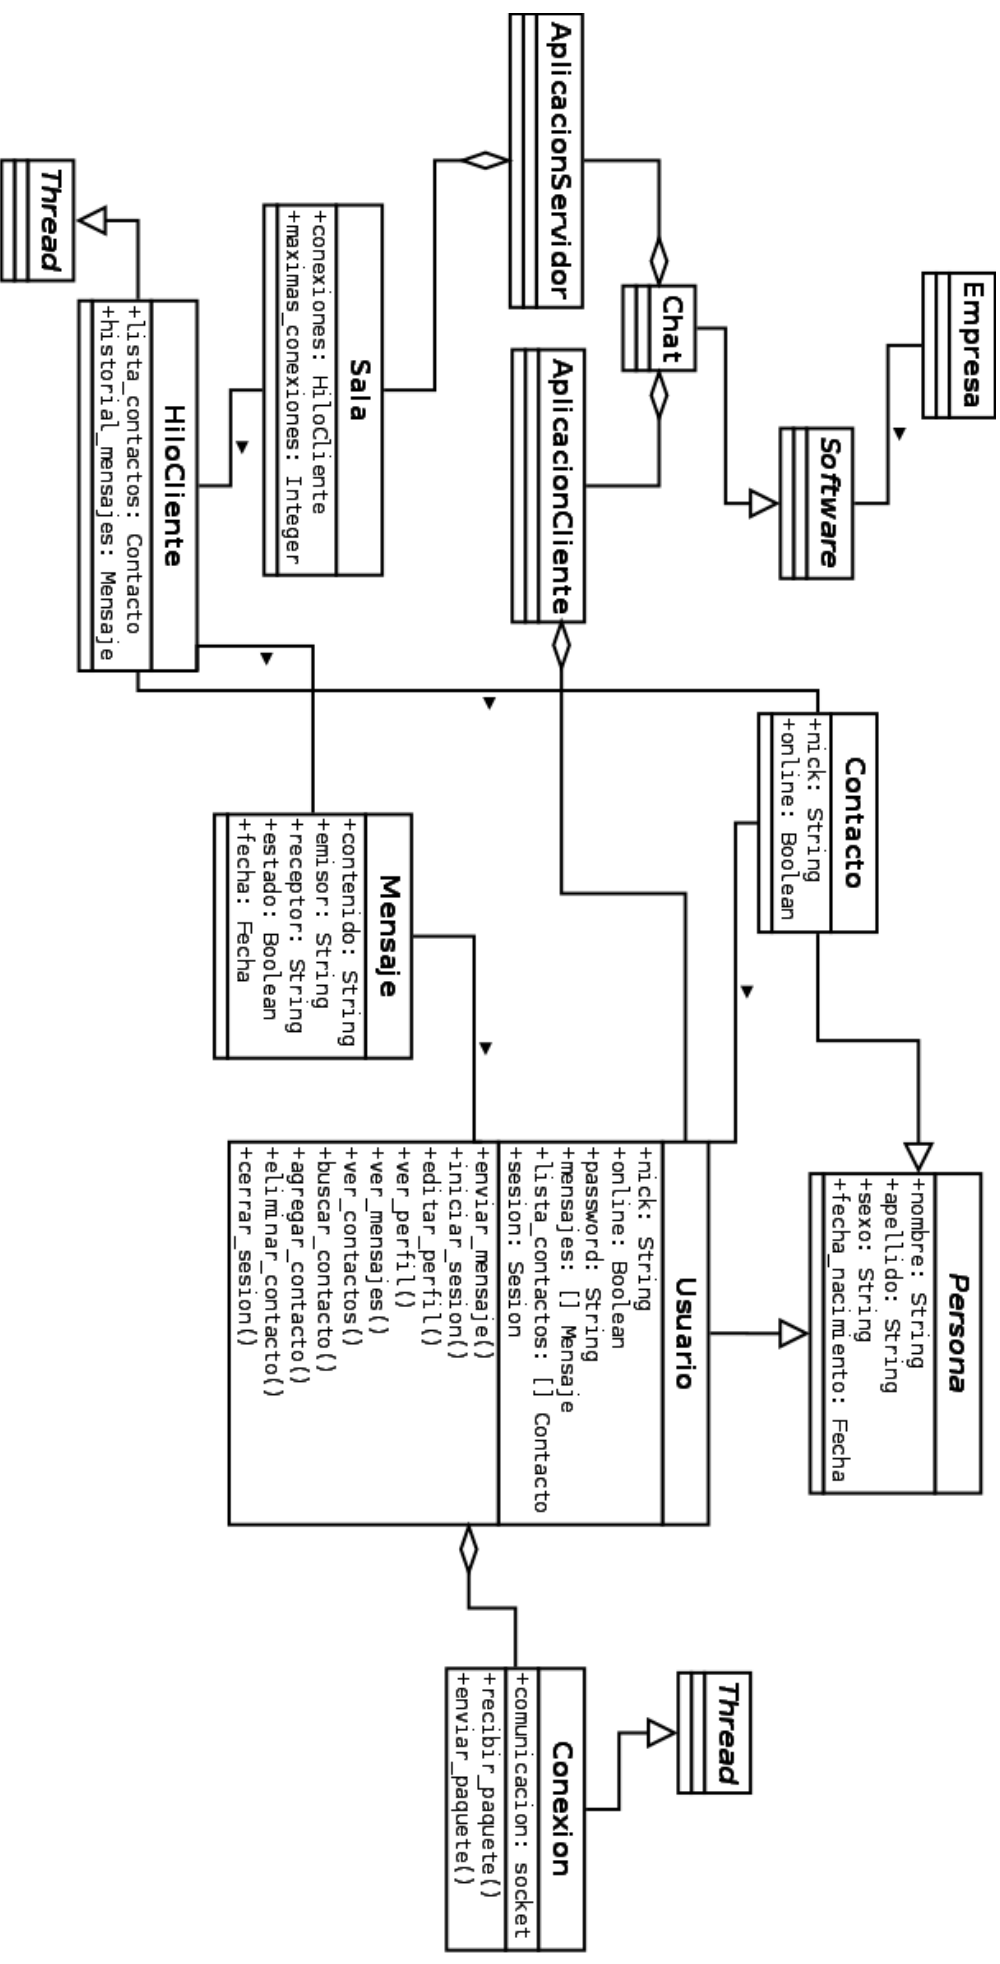 Empresa
Software
Chat
AplicacionServidor
AplicacionCliente
Sala
+conexiones: HiloCliente
+maximas_conexiones: Integer
Thread
HiloCliente
+lista_contactos: Contacto
+historial_mensajes: Mensaje
Contacto
+nick: String
+online: Boolean
Mensaje
+contenido: String
+emisor: String
+receptor: String
+estado: Boolean
+fecha: Fecha
Persona
+nombre: String
+apellido: String
+sexo: String
+fecha_nacimiento: Fecha
Usuario
+nick: String
+online: Boolean
+password: String
+mensajes: [] Mensaje
+lista_contactos: [] Contacto
+sesion: Sesion
+enviar_mensaje()
+iniciar_sesion()
+editar_perfil()
+ver_perfil()
+ver_mensajes()
+ver_contactos()
+buscar_contacto()
+agregar_contacto()
+eliminar_contacto()
+cerrar_sesion()
Thread
Conexion
+comunicacion: socket
+recibir_paquete()
+enviar_paquete()